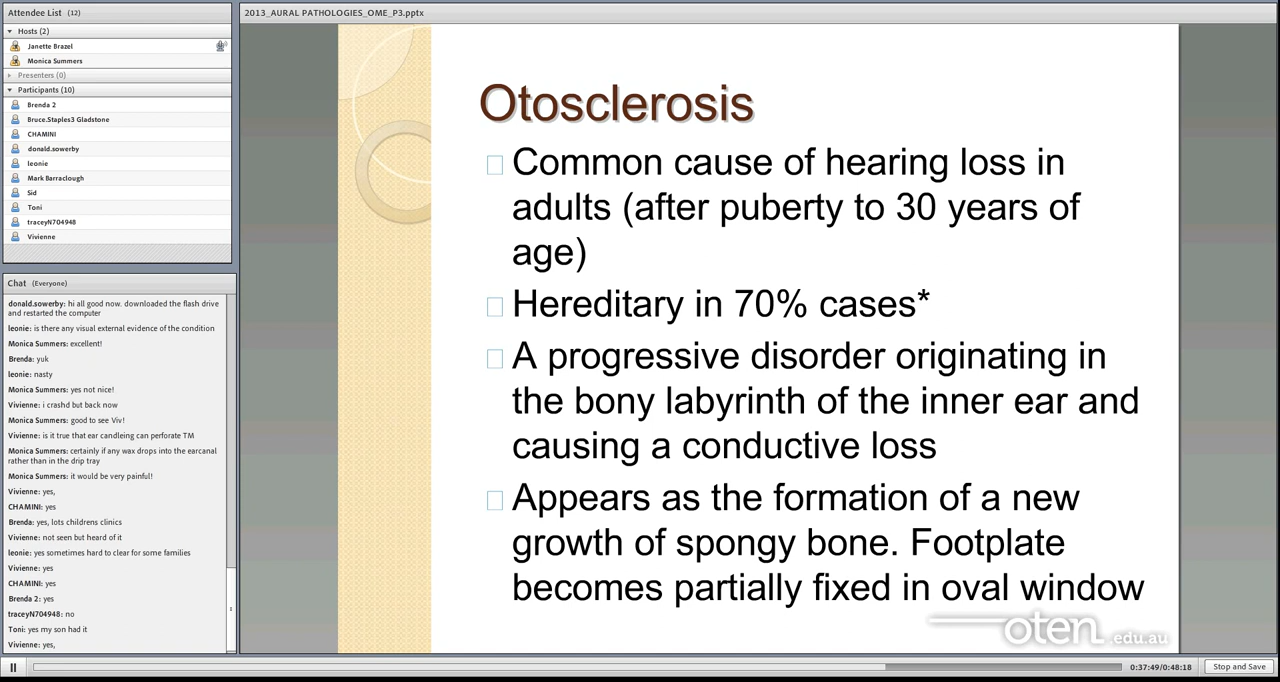 Attendee List (12)
Hosts (2)
Janette Brazel
Monica Summers
Presenters (0)
Participants (10)
Brenda 2
Bruce.Staples3 Gladstone
CHAMINI
donald.sowerby
leonie
Mark Barraclough
Sid
Toni
traceyN704948
Vivienne
Chat (Everyone)
donald.sowerby: hi all good now. downloaded the flash drive
and restarted the computer
leonie: is there any visual external evidence of the condition
Monica Summers: excellent!
Brenda: yuk
leonie: nasty
Monica Summers: yes not nice!
Vivienne: i crashd but back now
Monica Summers: good to see Viv!
Vivienne: is it true that ear candleing can perforate TM
Monica Summers: certainly if any wax drops into the earcanal
rather than in the drip tray
Monica Summers: it would be very painful!
Vivienne: yes,
CHAMINI: yes
Brenda: yes, lots childrens clinics
Vivienne: not seen but heard of it
leonie: yes sometimes hard to clear for some families
Vivienne: yes
CHAMINI: yes
Brenda 2: yes
traceyN704948: no
Toni: yes my son had it
Vivienne: yes,
2013_AURAL PATHOLOGIES_OME_P3.pptx
Otosclerosis
Common cause of hearing loss in
adults (after puberty to 30 years of
age)
Hereditary in 70% cases*
A progressive disorder originating in
the bony labyrinth of the inner ear and
causing a conductive loss
Appears as the formation of a new
growth of spongy bone. Footplate
becomes partially fixed in oval window
oten.edu.au
0:37:49/0:48:18
Stop and Save